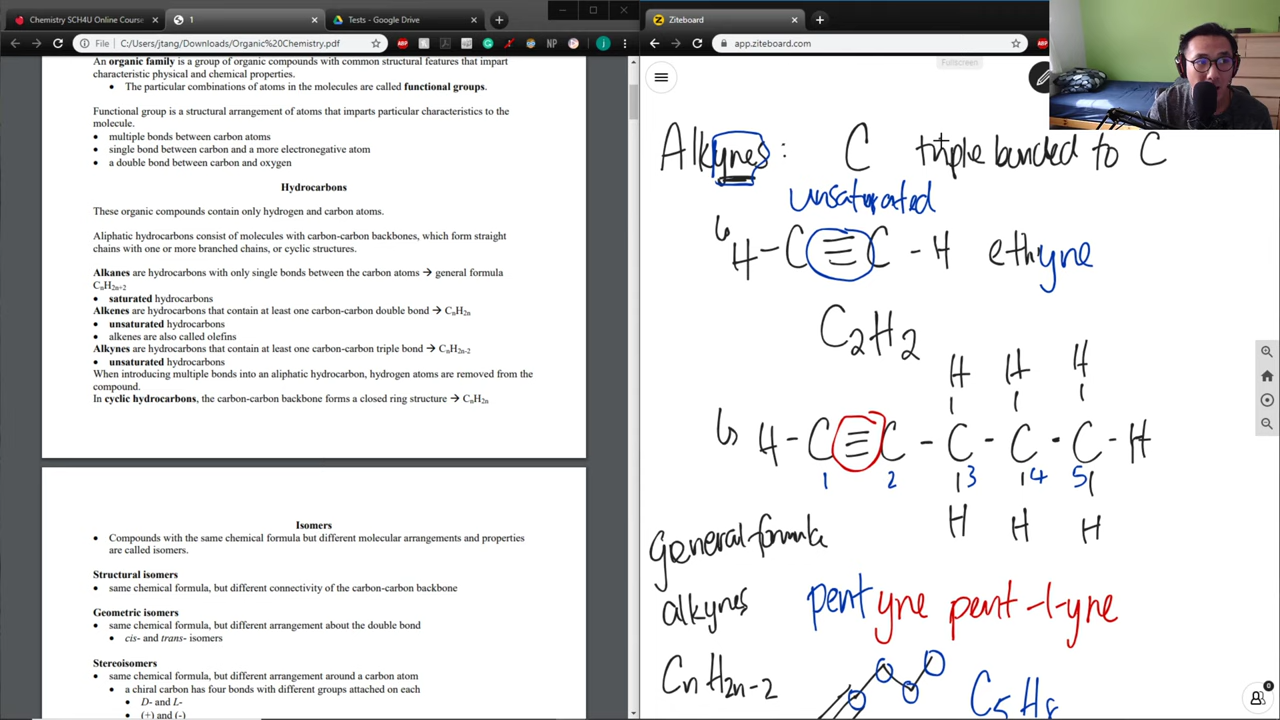 Chemistry SCH4U Online Course
1
Tests - Google Drive
File
C:/Users/jtang/Downloads/Organic%20Chemistry.pdf
ABP
NP
j
An organic family is a group of organic compounds with common structural features that impart
characteristic physical and chemical properties.
• The particular combinations of atoms in the molecules are called functional groups.
Functional group is a structural arrangement of atoms that imparts particular characteristics to the
molecule.
• multiple bonds between carbon atoms
• single bond between carbon and a more electronegative atom
• a double bond between carbon and oxygen
Hydrocarbons
These organic compounds contain only hydrogen and carbon atoms.
Aliphatic hydrocarbons consist of molecules with carbon-carbon backbones, which form straight
chains with one or more branched chains, or cyclic structures.
Alkanes are hydrocarbons with only single bonds between the carbon atoms → general formula
CnH2n+2
• saturated hydrocarbons
Alkenes are hydrocarbons that contain at least one carbon-carbon double bond → CnH2n
• unsaturated hydrocarbons
• alkenes are also called olefins
Alkynes are hydrocarbons that contain at least one carbon-carbon triple bond → CnH2n-2
• unsaturated hydrocarbons
When introducing multiple bonds into an aliphatic hydrocarbon, hydrogen atoms are removed from the
compound.
In cyclic hydrocarbons, the carbon-carbon backbone forms a closed ring structure → CnH2n
Isomers
• Compounds with the same chemical formula but different molecular arrangements and properties
are called isomers.
Structural isomers
• same chemical formula, but different connectivity of the carbon-carbon backbone
Geometric isomers
• same chemical formula, but different arrangement about the double bond
• cis- and trans- isomers
Stereoisomers
• same chemical formula, but different arrangement around a carbon atom
• a chiral carbon has four bonds with different groups attached on each
• D- and L-
• (+) and (-)
Ziteboard
app.ziteboard.com
ABP
Fullscreen
Alkynes : C triple bonded to C
unsaturated
H-C≡C-H ethyne
C2H2
H H H
H-C≡C-C-C-C-H
1 2 3 4 5
H H H
general formula
alkynes pentyne pent-1-yne
CnH2n-2 C5H8